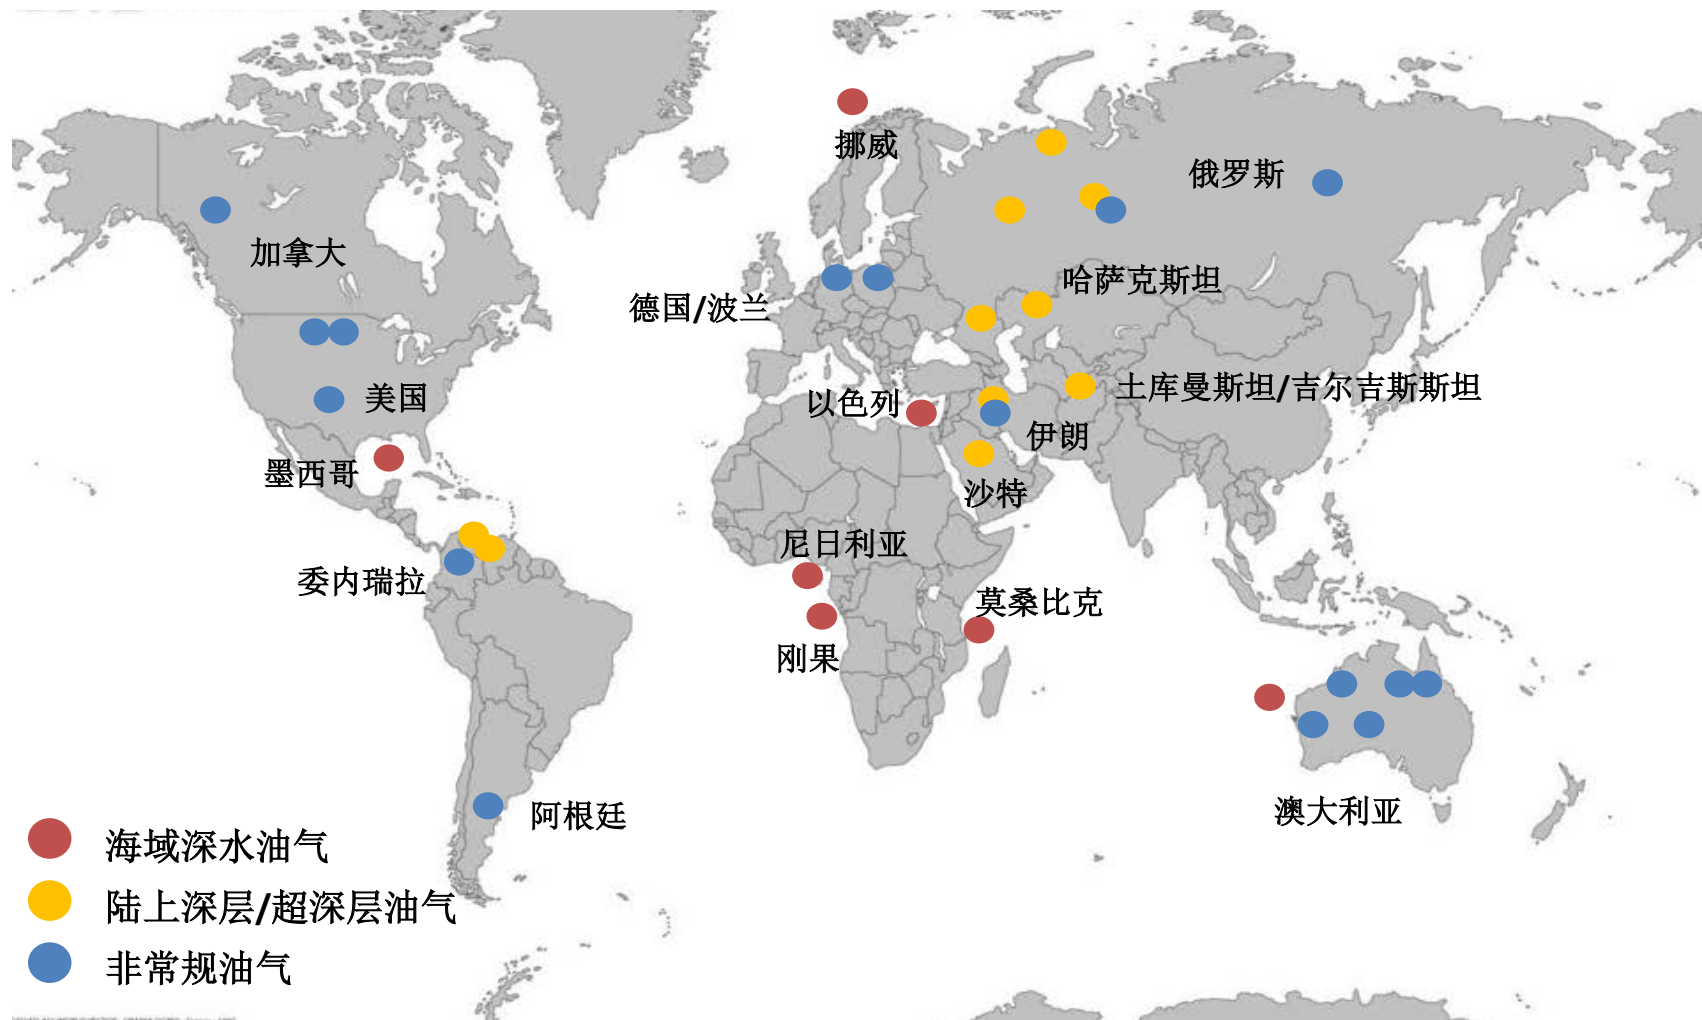 挪威
俄罗斯
加拿大
哈萨克斯坦
德国/波兰
土库曼斯坦/吉尔吉斯斯坦
美国
以色列
伊朗
墨西哥
沙特
尼日利亚
委内瑞拉
莫桑比克
刚果
澳大利亚
阿根廷
海域深水油气
陆上深层/超深层油气
非常规油气